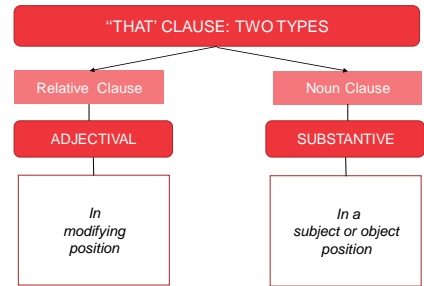 “THAT’ CLAUSE: TWO TYPES
Relative Clause
Noun Clause
ADJECTIVAL
SUBSTANTIVE
In
modifying
position
In a
subject or object
position